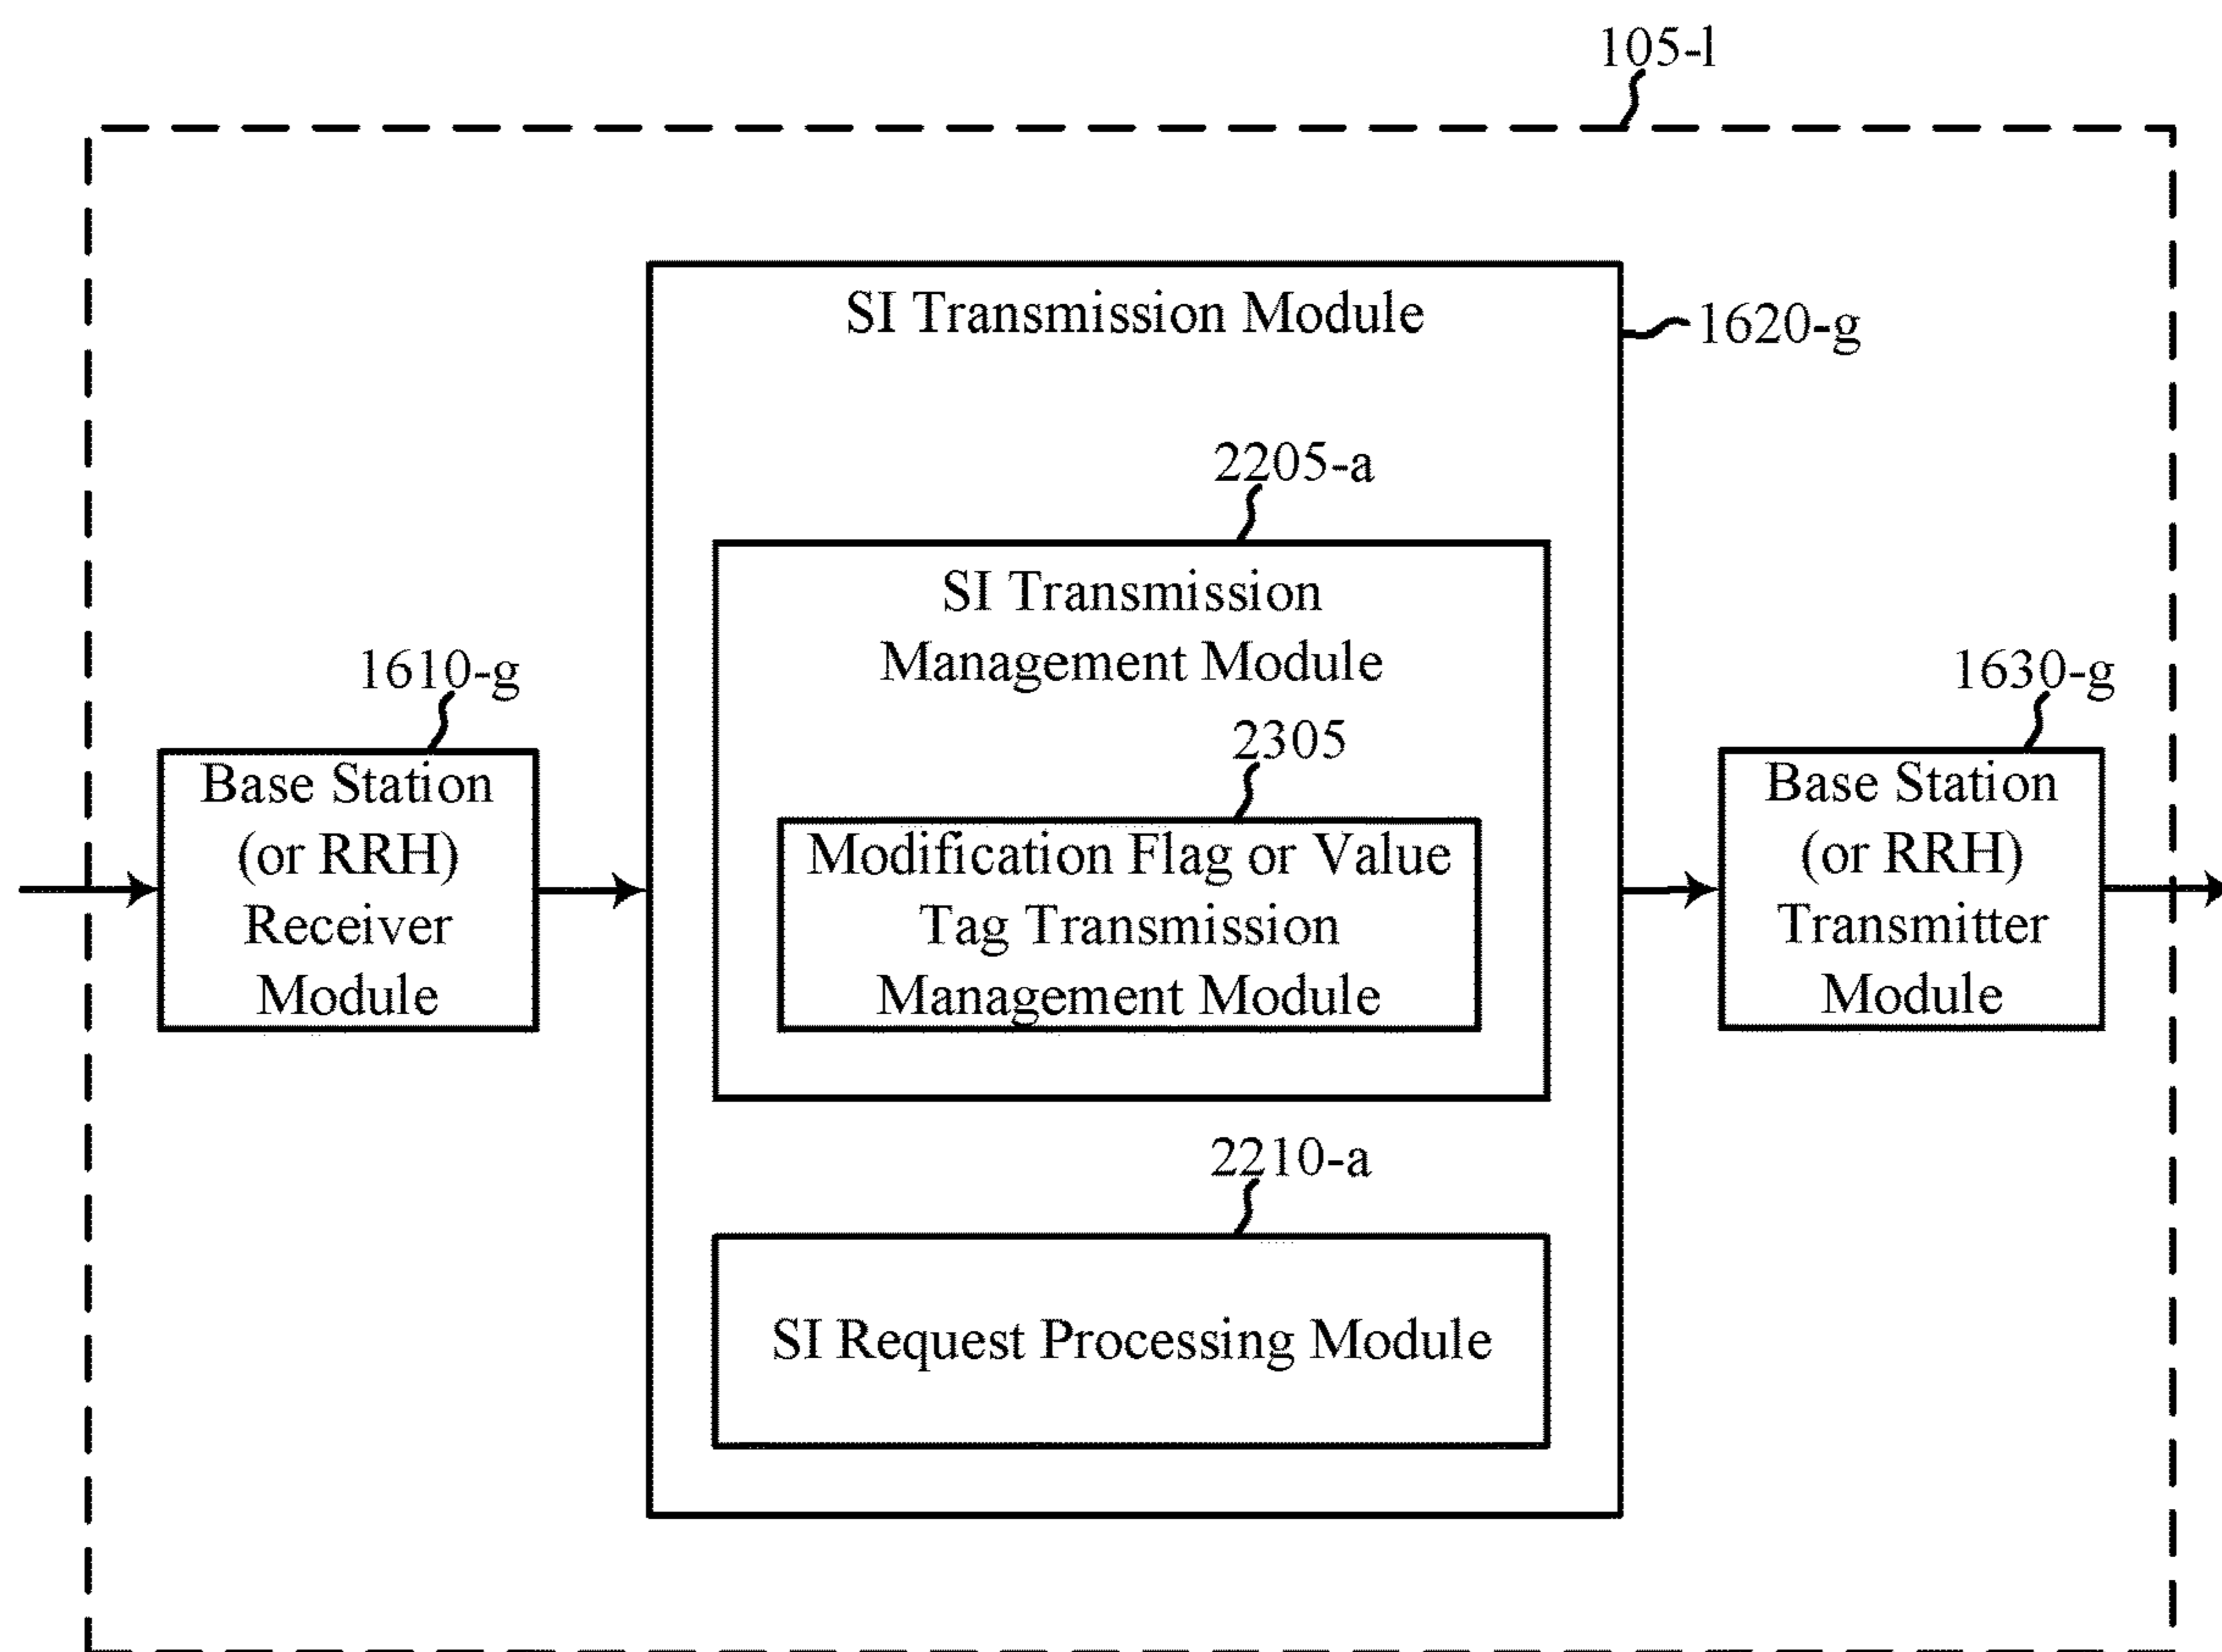 105-l
SI Transmission Module
1620-g
2205-a
SI Transmission
Management Module
1610-g
1630-g
2305
Base Station
(or RRH)
Receiver
Module
Modification Flag or Value
Tag Transmission
Management Module
Base Station
(or RRH)
Transmitter
Module
2210-a
SI Request Processing Module